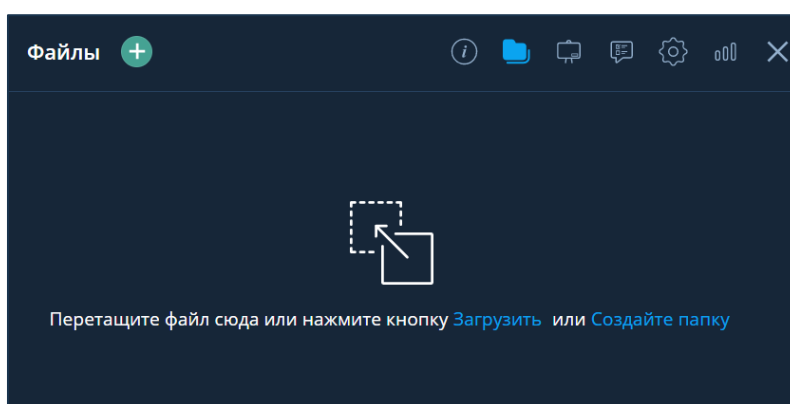 Файлы
Перетащите файл сюда или нажмите кнопку Загрузить или Создайте папку